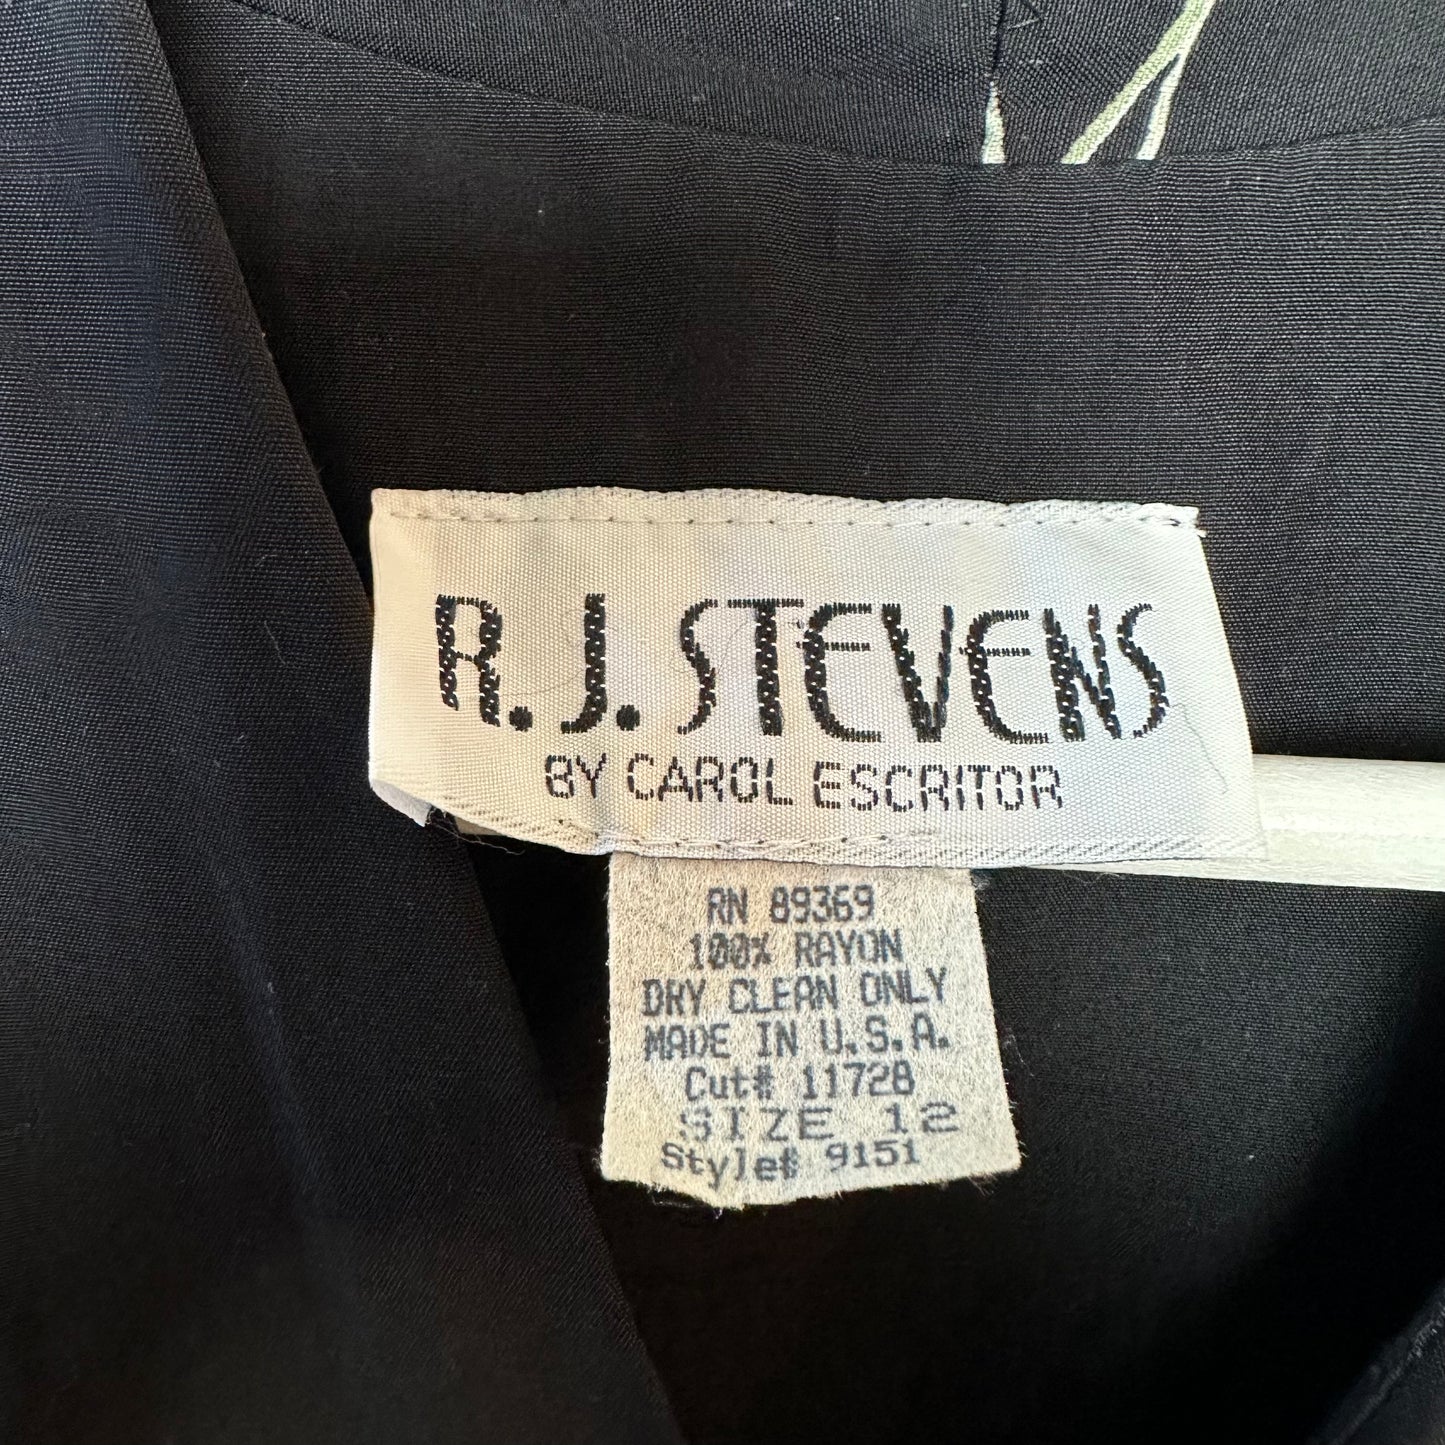 R.J. STEVENS
BY CAROL ESCRITOR
RN 89369
100% RAYON
DRY CLEAN ONLY
MADE IN U.S.A.
Cut# 11728
SIZE 12
Style# 9151